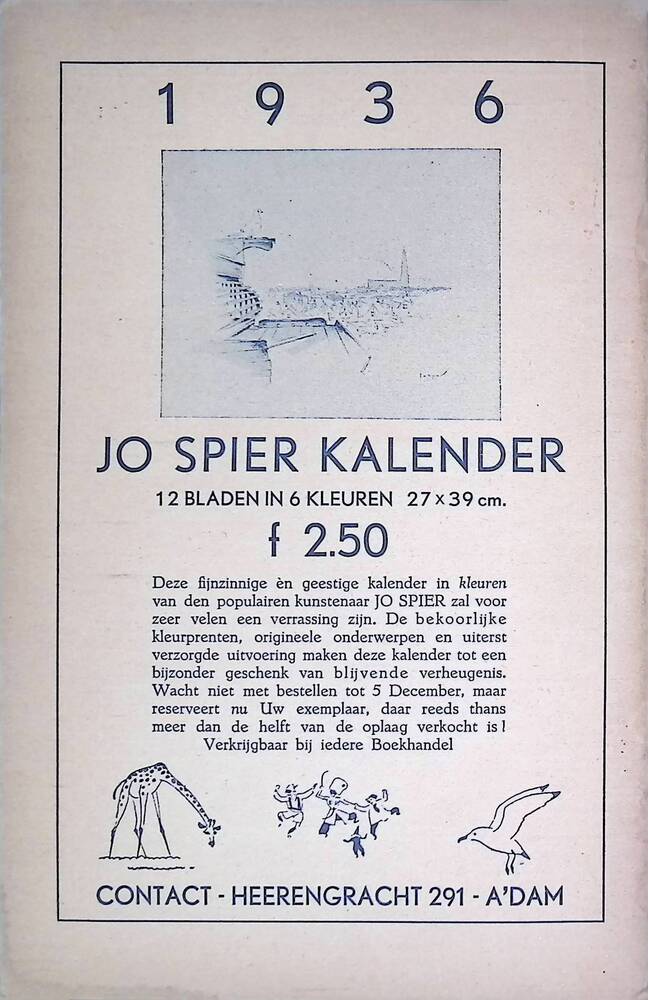 1 9 3 6
JO SPIER KALENDER
12 BLADEN IN 6 KLEUREN 27 x 39 cm.
f 2.50
Deze fijnzinnige èn geestige kalender in kleuren
van den populairen kunstenaar JO SPIER zal voor
zeer velen een verrassing zijn. De bekoorlijke
kleurprenten, origineele onderwerpen en uiterst
verzorgde uitvoering maken deze kalender tot een
bijzonder geschenk van blijvende verheugenis.
Wacht niet met bestellen tot 5 December, maar
reserveert nu Uw exemplaar, daar reeds thans
meer dan de helft van de oplaag verkocht is!
Verkrijgbaar bij iedere Boekhandel
CONTACT - HEERENGRACHT 291 - A'DAM